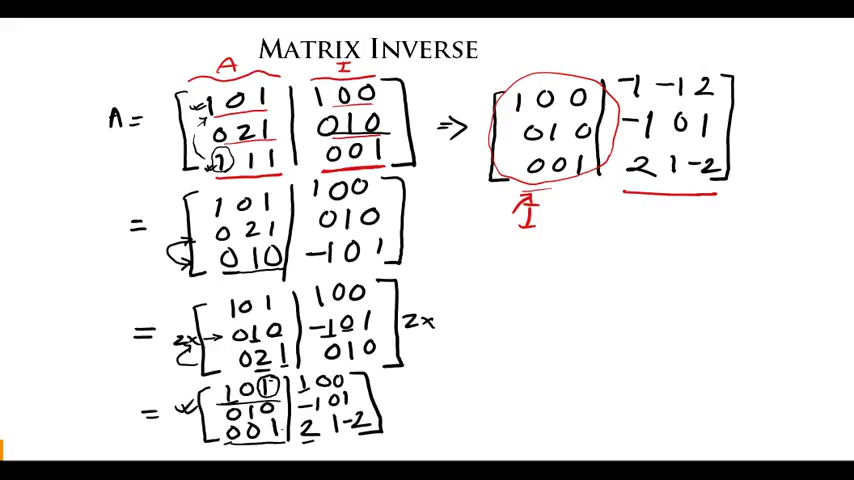 MATRIX INVERSE
A I
A = [ 1 0 1 | 1 0 0 ] => [ 1 0 0 | -1 -1 2 ]
0 2 1 | 0 1 0 0 1 0 | -1 0 1
1 1 1 | 0 0 1 0 0 1 | 2 1 -2
I
= [ 1 0 1 | 1 0 0 ]
0 2 1 | 0 1 0
0 1 0 | -1 0 1
= [ 1 0 1 | 1 0 0 ]
2x → 0 1 0 | -1 0 1 2x
0 2 1 | 0 1 0
= [ 1 0 1 | 1 0 0 ]
0 1 0 | -1 0 1
0 0 1 | 2 1 -2